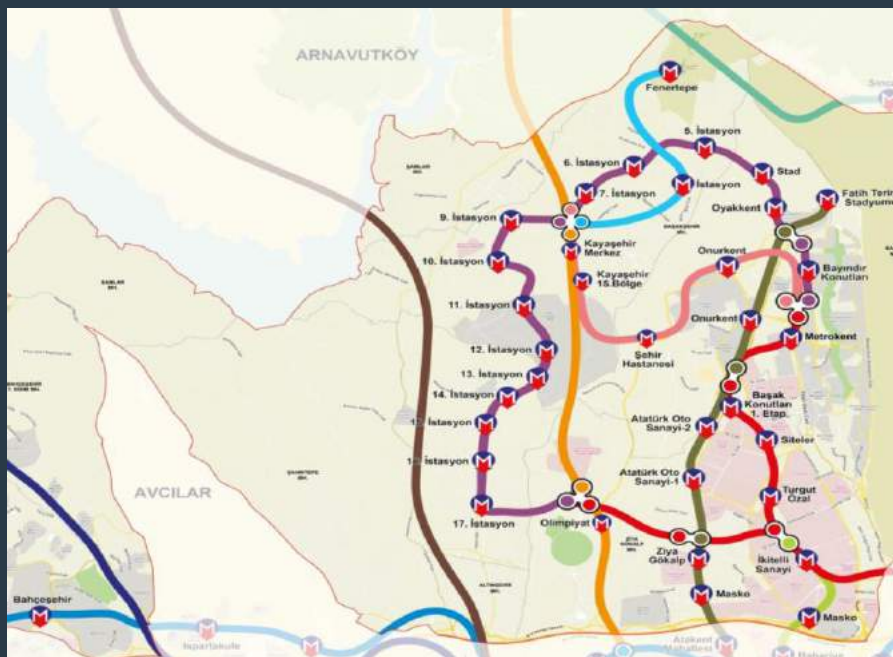 ARNAVUTKÖY
Fenertepe
5. İstasyon
6. İstasyon
Stad
7. İstasyon
İstasyon
Fatih Terim
Stadyumu
Oyakkent
9. İstasyon
Kayaşehir
Merkez
Onurkent
Bayındır
Konutları
10. İstasyon
Kayaşehir
15.Bölge
11. İstasyon
Onurkent
Metrokent
Şehir
Hastanesi
12. İstasyon
13. İstasyon
14. İstasyon
Başak
Konutları
1. Etap
Atatürk Oto
Sanayi-2
Siteler
İstasyon
İstasyon
Atatürk Oto
Sanayi-1
Turgut
Özal
AVCILAR
17. İstasyon
Olimpiyat
Ziya
Gökalp
İkitelli
Sanayi
Masko
Bahçeşehir
Masko
Ispartakule
Atakent
Mahallesi